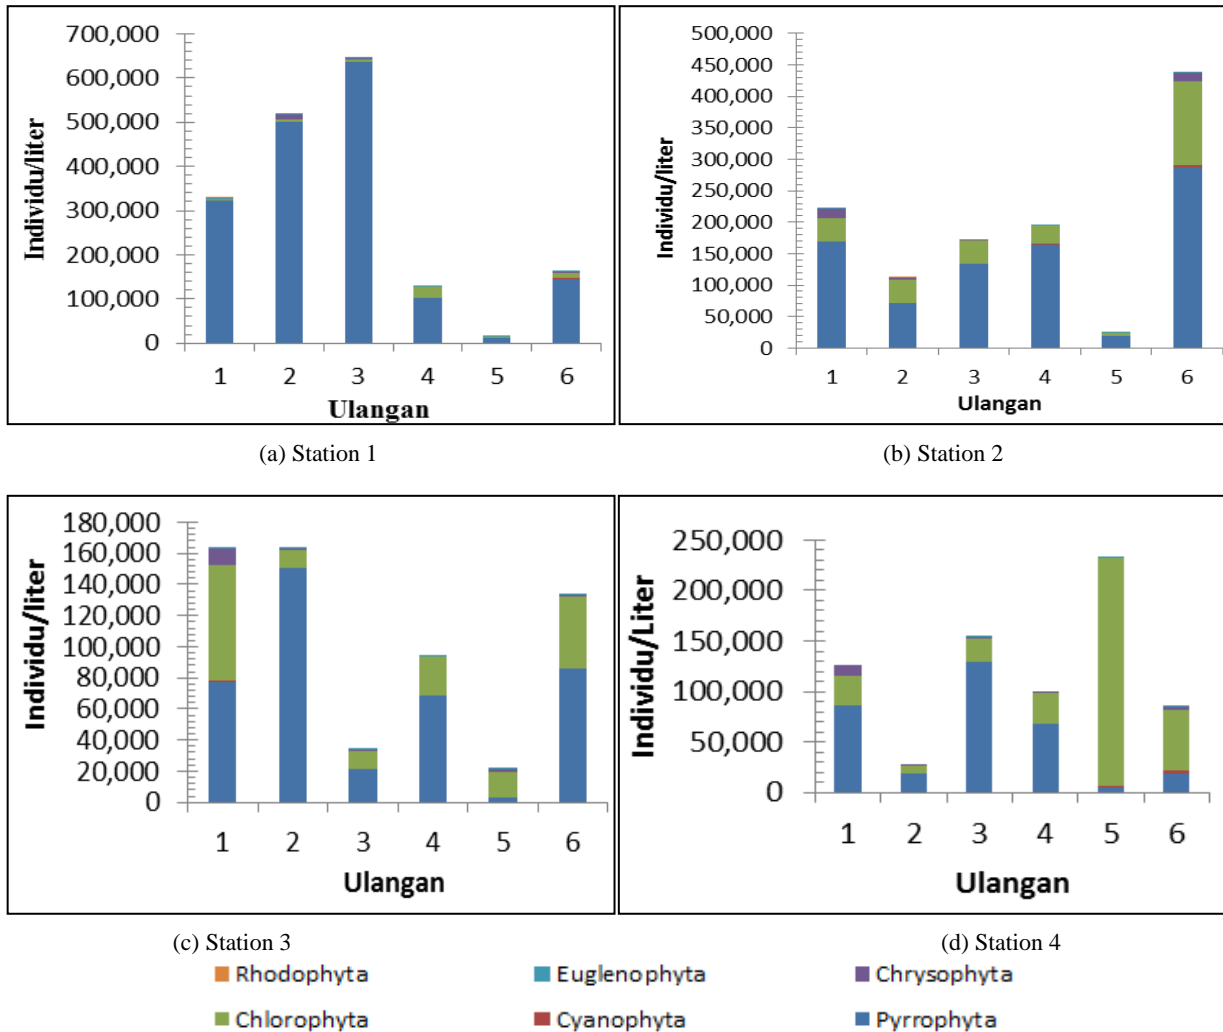 700,000
600,000
500,000
400,000
300,000
200,000
100,000
0
Individu/liter
1 2 3 4 5 6
Ulangan
(a) Station 1
500,000
450,000
400,000
350,000
300,000
250,000
200,000
150,000
100,000
50,000
0
Individu/liter
1 2 3 4 5 6
Ulangan
(b) Station 2
180,000
160,000
140,000
120,000
100,000
80,000
60,000
40,000
20,000
0
Individu/liter
1 2 3 4 5 6
Ulangan
(c) Station 3
250,000
200,000
150,000
100,000
50,000
0
Individu/Liter
1 2 3 4 5 6
Ulangan
(d) Station 4
Rhodophyta Euglenophyta Chrysophyta
Chlorophyta Cyanophyta Pyrrophyta